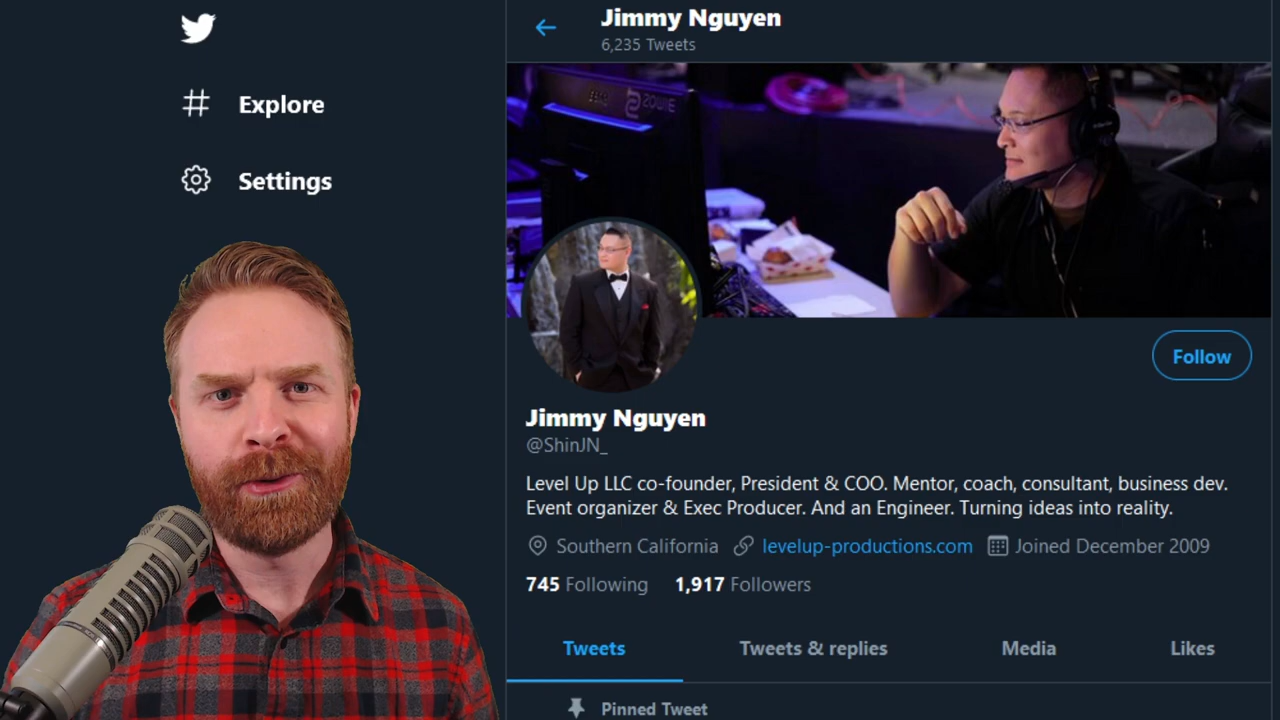 Explore
Settings
Jimmy Nguyen
6,235 Tweets
ZOWIE
Follow
Jimmy Nguyen
@ShinJN_
Level Up LLC co-founder, President & COO. Mentor, coach, consultant, business dev.
Event organizer & Exec Producer. And an Engineer. Turning ideas into reality.
Southern California levelup-productions.com Joined December 2009
745 Following 1,917 Followers
Tweets Tweets & replies Media Likes
Pinned Tweet